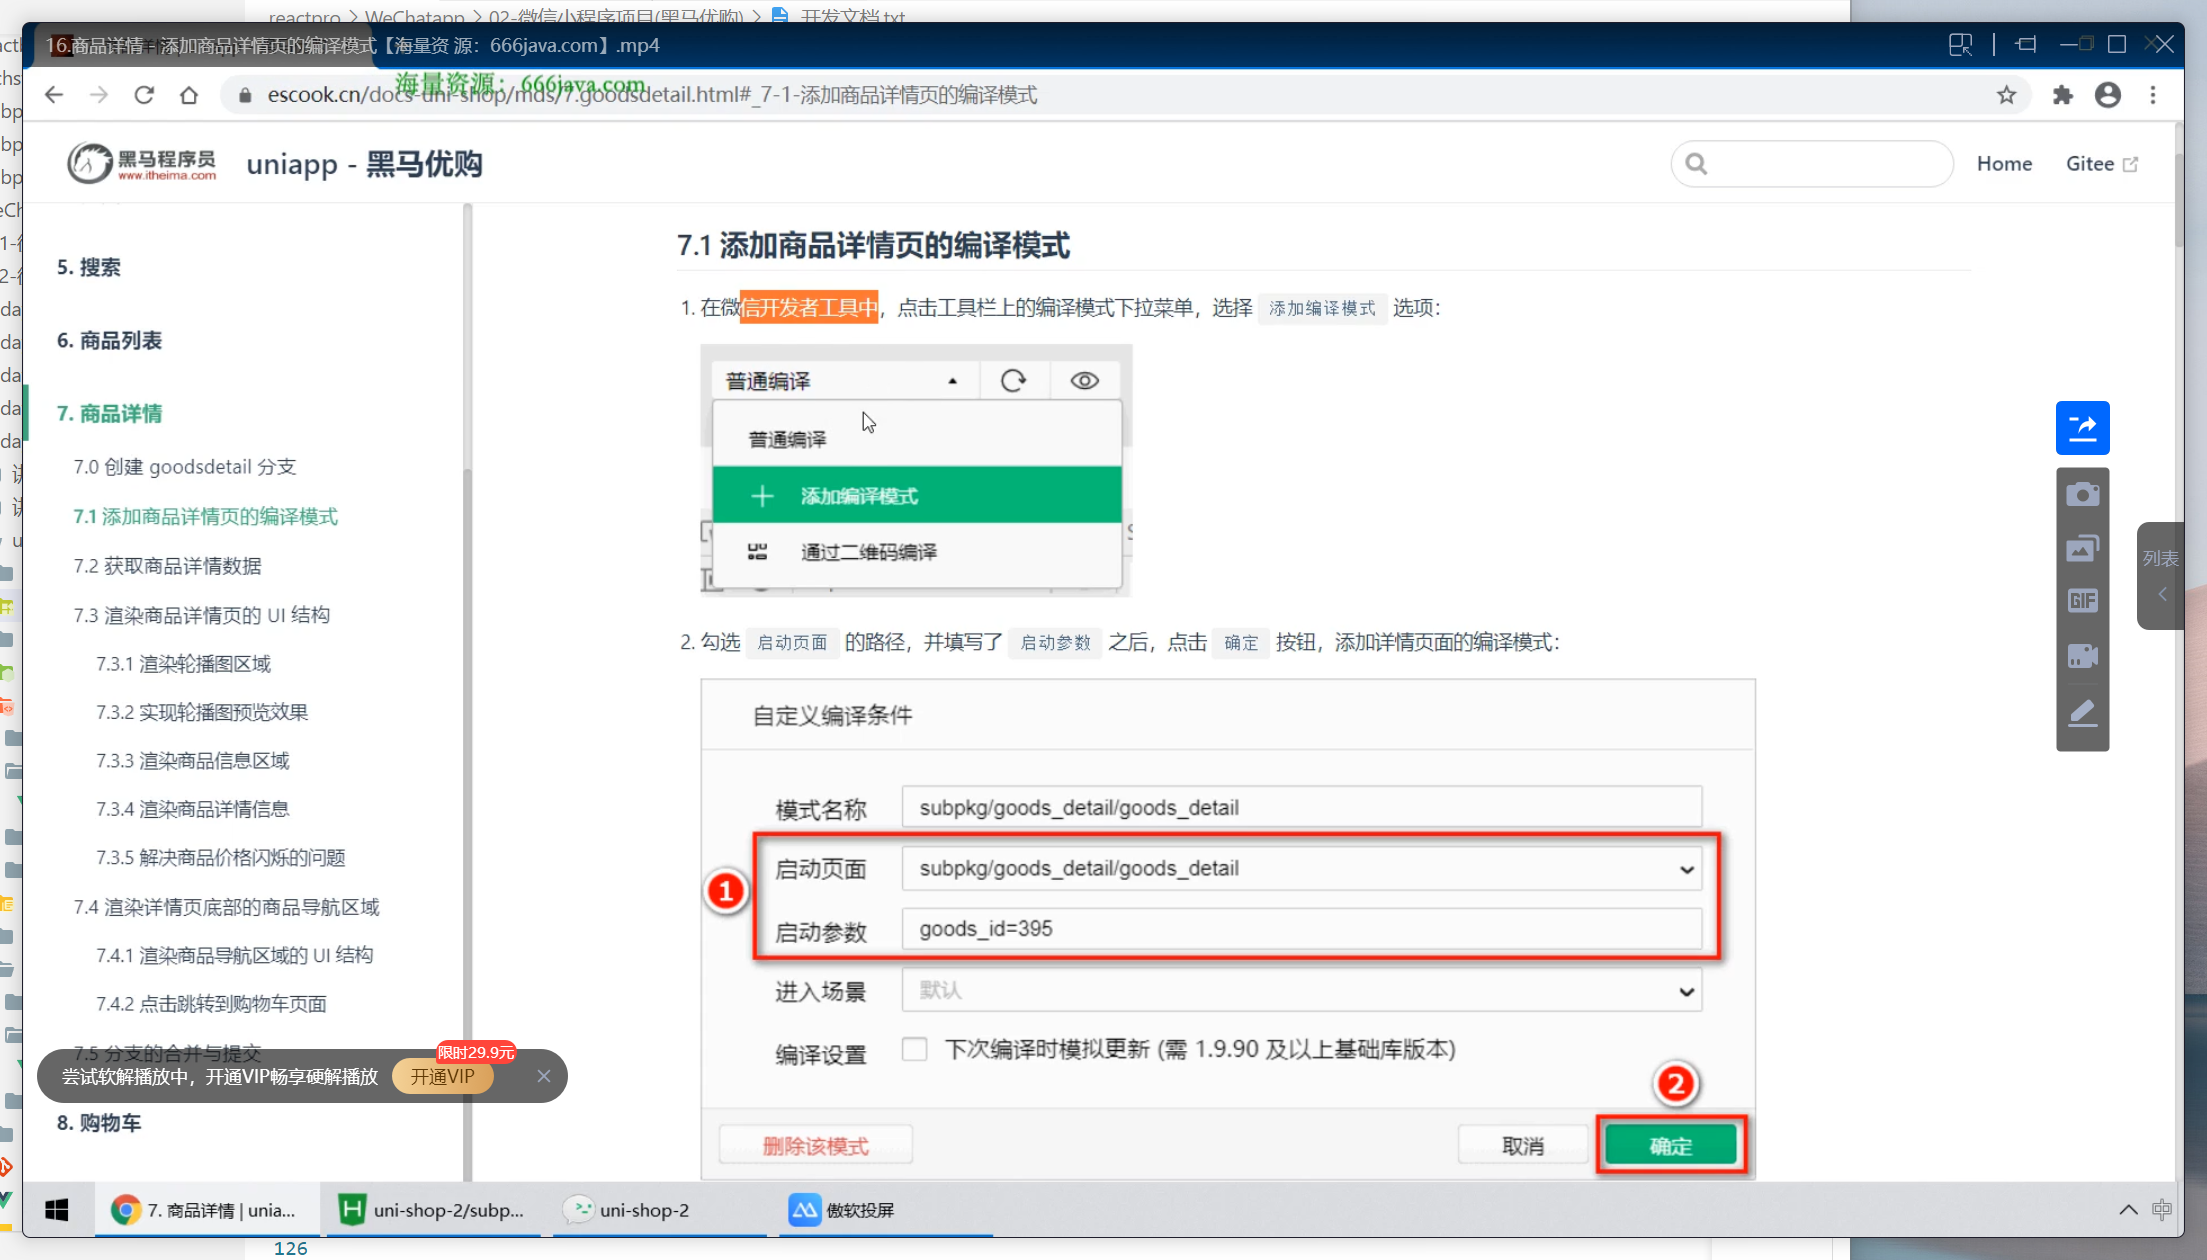 reactpro > WeChatapp > 02-微信小程序项目(黑马优购) > 开发文档.txt
16.商品详情 - 添加商品详情页的编译模式【海量资 源：666java.com】.mp4
海量资源：666java.com
escook.cn/docs-uni-shop/mds/7.goodsdetail.html#_7-1-添加商品详情页的编译模式
黑马程序员
www.itheima.com
uniapp - 黑马优购
Home
Gitee
5. 搜索
6. 商品列表
7. 商品详情
7.0 创建 goodsdetail 分支
7.1 添加商品详情页的编译模式
7.2 获取商品详情数据
7.3 渲染商品详情页的 UI 结构
7.3.1 渲染轮播图区域
7.3.2 实现轮播图预览效果
7.3.3 渲染商品信息区域
7.3.4 渲染商品详情信息
7.3.5 解决商品价格闪烁的问题
7.4 渲染详情页底部的商品导航区域
7.4.1 渲染商品导航区域的 UI 结构
7.4.2 点击跳转到购物车页面
7.5 分支的合并与提交
限时29.9元
尝试软解播放中，开通VIP畅享硬解播放
开通VIP
8. 购物车
7.1 添加商品详情页的编译模式
1. 在微信开发者工具中，点击工具栏上的编译模式下拉菜单，选择 添加编译模式 选项：
普通编译
普通编译
添加编译模式
通过二维码编译
2. 勾选 启动页面 的路径，并填写了 启动参数 之后，点击 确定 按钮，添加详情页面的编译模式：
自定义编译条件
模式名称 subpkg/goods_detail/goods_detail
1
启动页面 subpkg/goods_detail/goods_detail
启动参数 goods_id=395
进入场景 默认
编译设置 下次编译时模拟更新 (需 1.9.90 及以上基础库版本)
2
删除该模式
取消
确定
GIF
列表
7. 商品详情 | unia...
uni-shop-2/subp...
uni-shop-2
傲软投屏
中
126